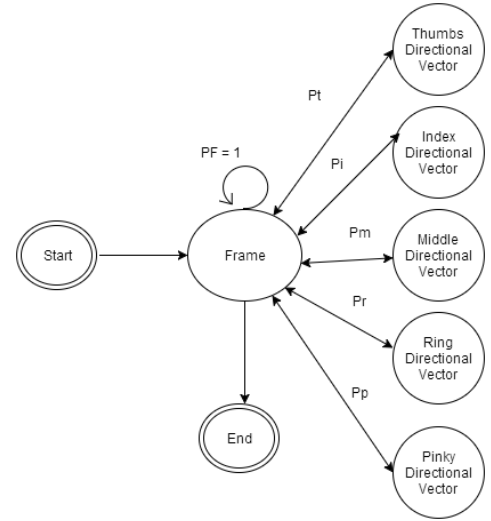 Thumbs
Directional
Vector
Pt
Index
Directional
Vector
PF = 1
Pi
Start
Frame
Pm
Middle
Directional
Vector
Pr
Ring
Directional
Vector
Pp
End
Pinky
Directional
Vector